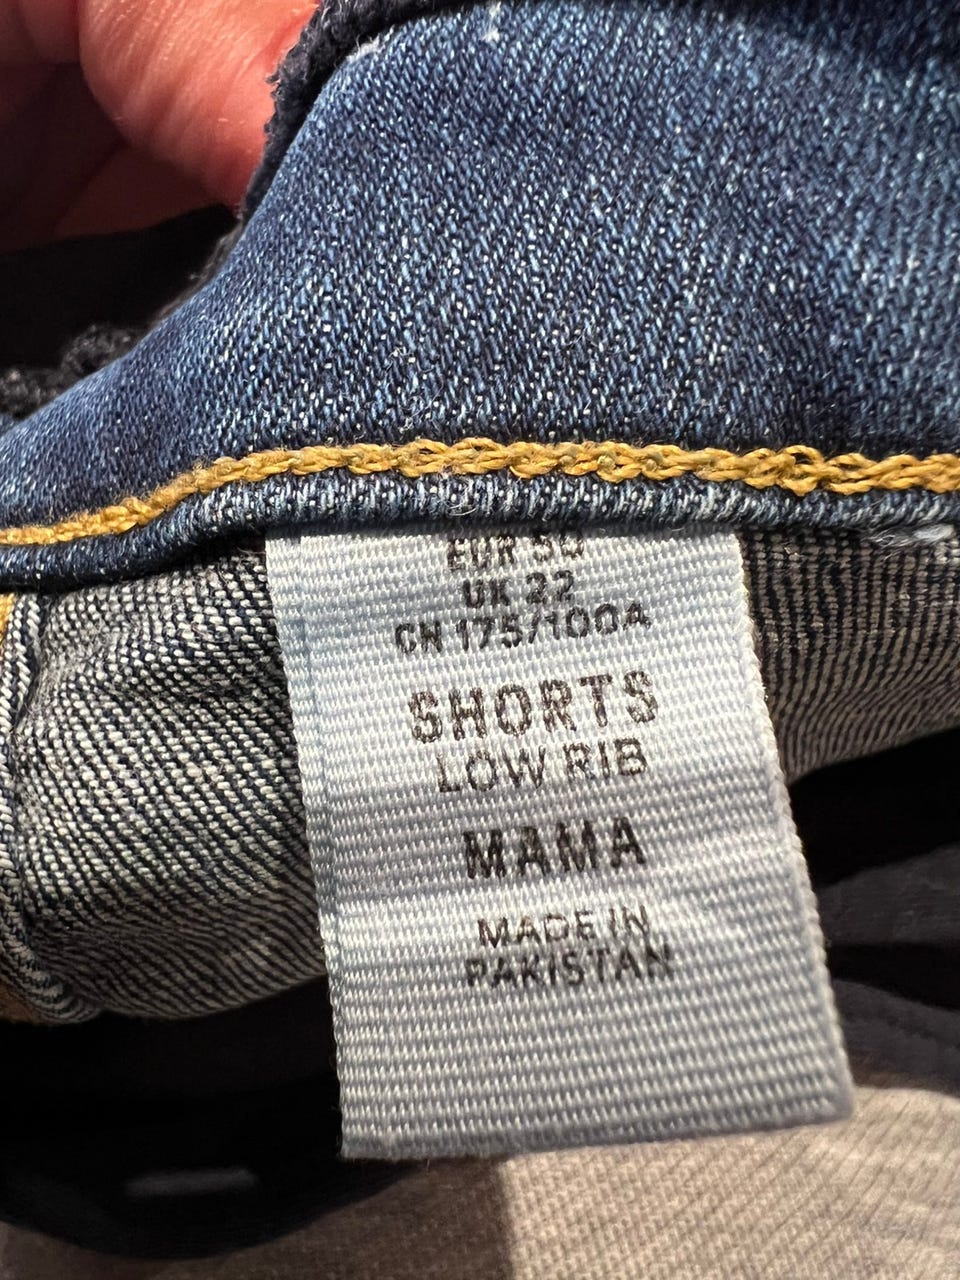 EUR 50
UK 22
CN 175/100A
SHORTS
LOW RIB
MAMA
MADE IN
PAKISTAN